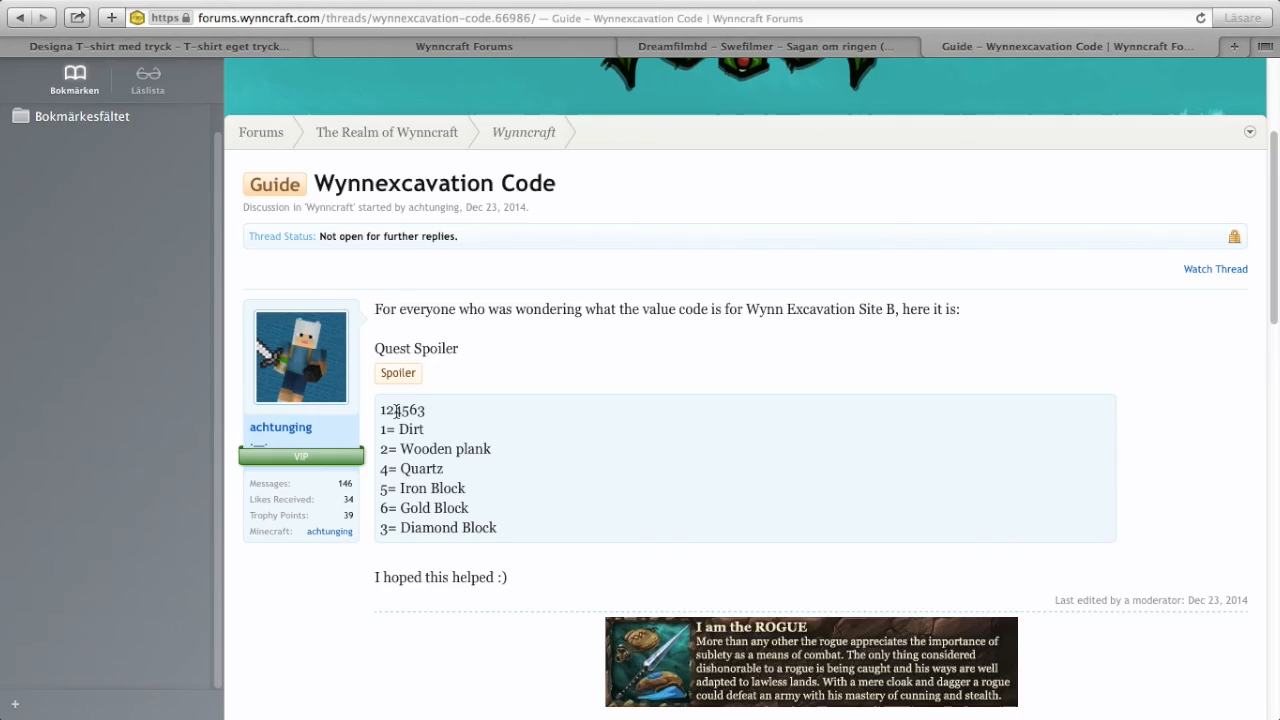 https forums.wynncraft.com/threads/wynnexcavation-code.66986/ — Guide – Wynnexcavation Code | Wynncraft Forums
Läsare
Designa T-shirt med tryck – T-shirt eget tryck...
Wynncraft Forums
Dreamfilmhd – Swefilmer – Sagan om ringen (...
Guide – Wynnexcavation Code | Wynncraft Fo...
Bokmärken
Läslista
Bokmärkesfältet
Forums
The Realm of Wynncraft
Wynncraft
Guide Wynnexcavation Code
Discussion in 'Wynncraft' started by achtunging, Dec 23, 2014.
Thread Status: Not open for further replies.
Watch Thread
For everyone who was wondering what the value code is for Wynn Excavation Site B, here it is:
Quest Spoiler
Spoiler
124563
1= Dirt
2= Wooden plank
4= Quartz
5= Iron Block
6= Gold Block
3= Diamond Block
I hoped this helped :)
achtunging
._.
VIP
Messages: 146
Likes Received: 34
Trophy Points: 39
Minecraft: achtunging
Last edited by a moderator: Dec 23, 2014
I am the ROGUE
More than any other the rogue appreciates the importance of
sublety as a means of combat. The only thing considered
dishonorable to a rogue is being caught and his ways are well
adapted to lawless lands. With a mere cloak and dagger a rogue
could defeat an army with his mastery of cunning and stealth.